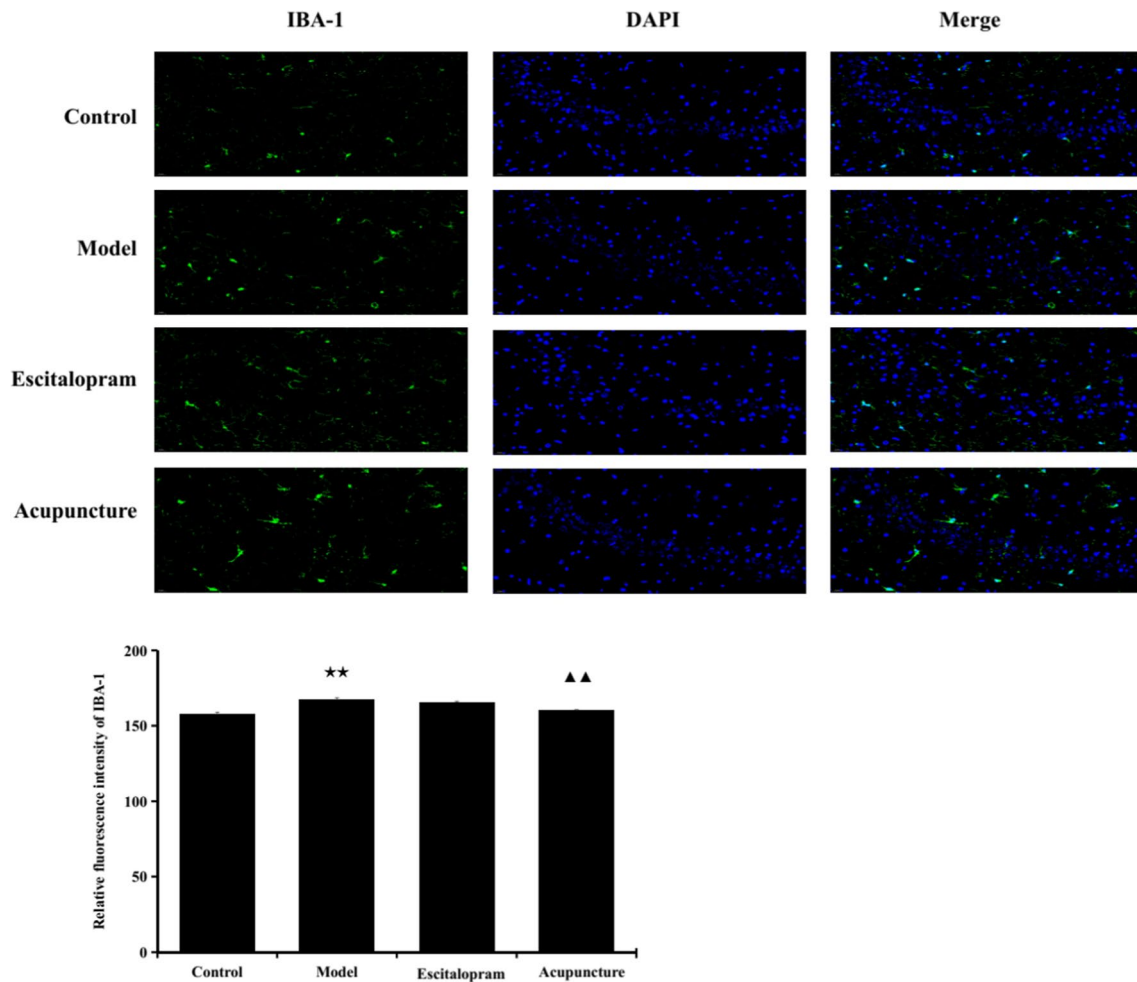 IBA-1 DAPI Merge
Control
Model
Escitalopram
Acupuncture
200
★★ ▲▲
150
100
50
0
Relative fluorescence intensity of IBA-1
Control Model Escitalopram Acupuncture